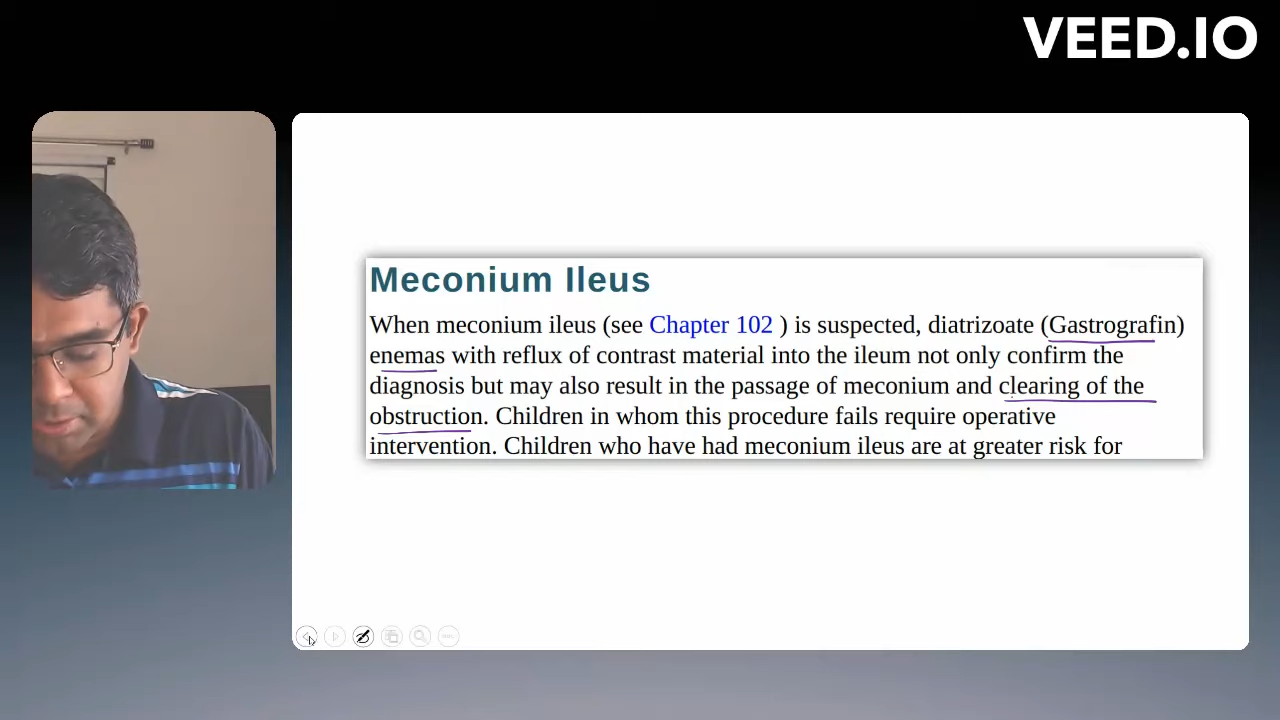 VEED.IO
Meconium Ileus
When meconium ileus (see Chapter 102 ) is suspected, diatrizoate (Gastrografin)
enemas with reflux of contrast material into the ileum not only confirm the
diagnosis but may also result in the passage of meconium and clearing of the
obstruction. Children in whom this procedure fails require operative
intervention. Children who have had meconium ileus are at greater risk for